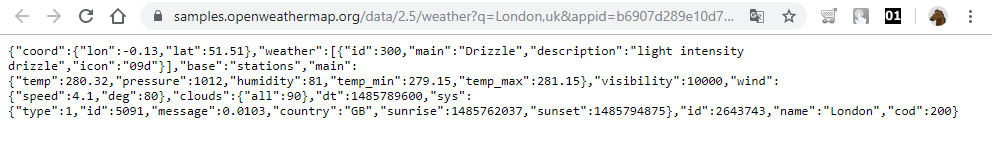 samples.openweathermap.org/data/2.5/weather?q=London,uk&appid=b6907d289e10d7...
01
{"coord":{"lon":-0.13,"lat":51.51},"weather":[{"id":300,"main":"Drizzle","description":"light intensity
drizzle","icon":"09d"}],"base":"stations","main":
{"temp":280.32,"pressure":1012,"humidity":81,"temp_min":279.15,"temp_max":281.15},"visibility":10000,"wind":
{"speed":4.1,"deg":80},"clouds":{"all":90},"dt":1485789600,"sys":
{"type":1,"id":5091,"message":0.0103,"country":"GB","sunrise":1485762037,"sunset":1485794875},"id":2643743,"name":"London","cod":200}